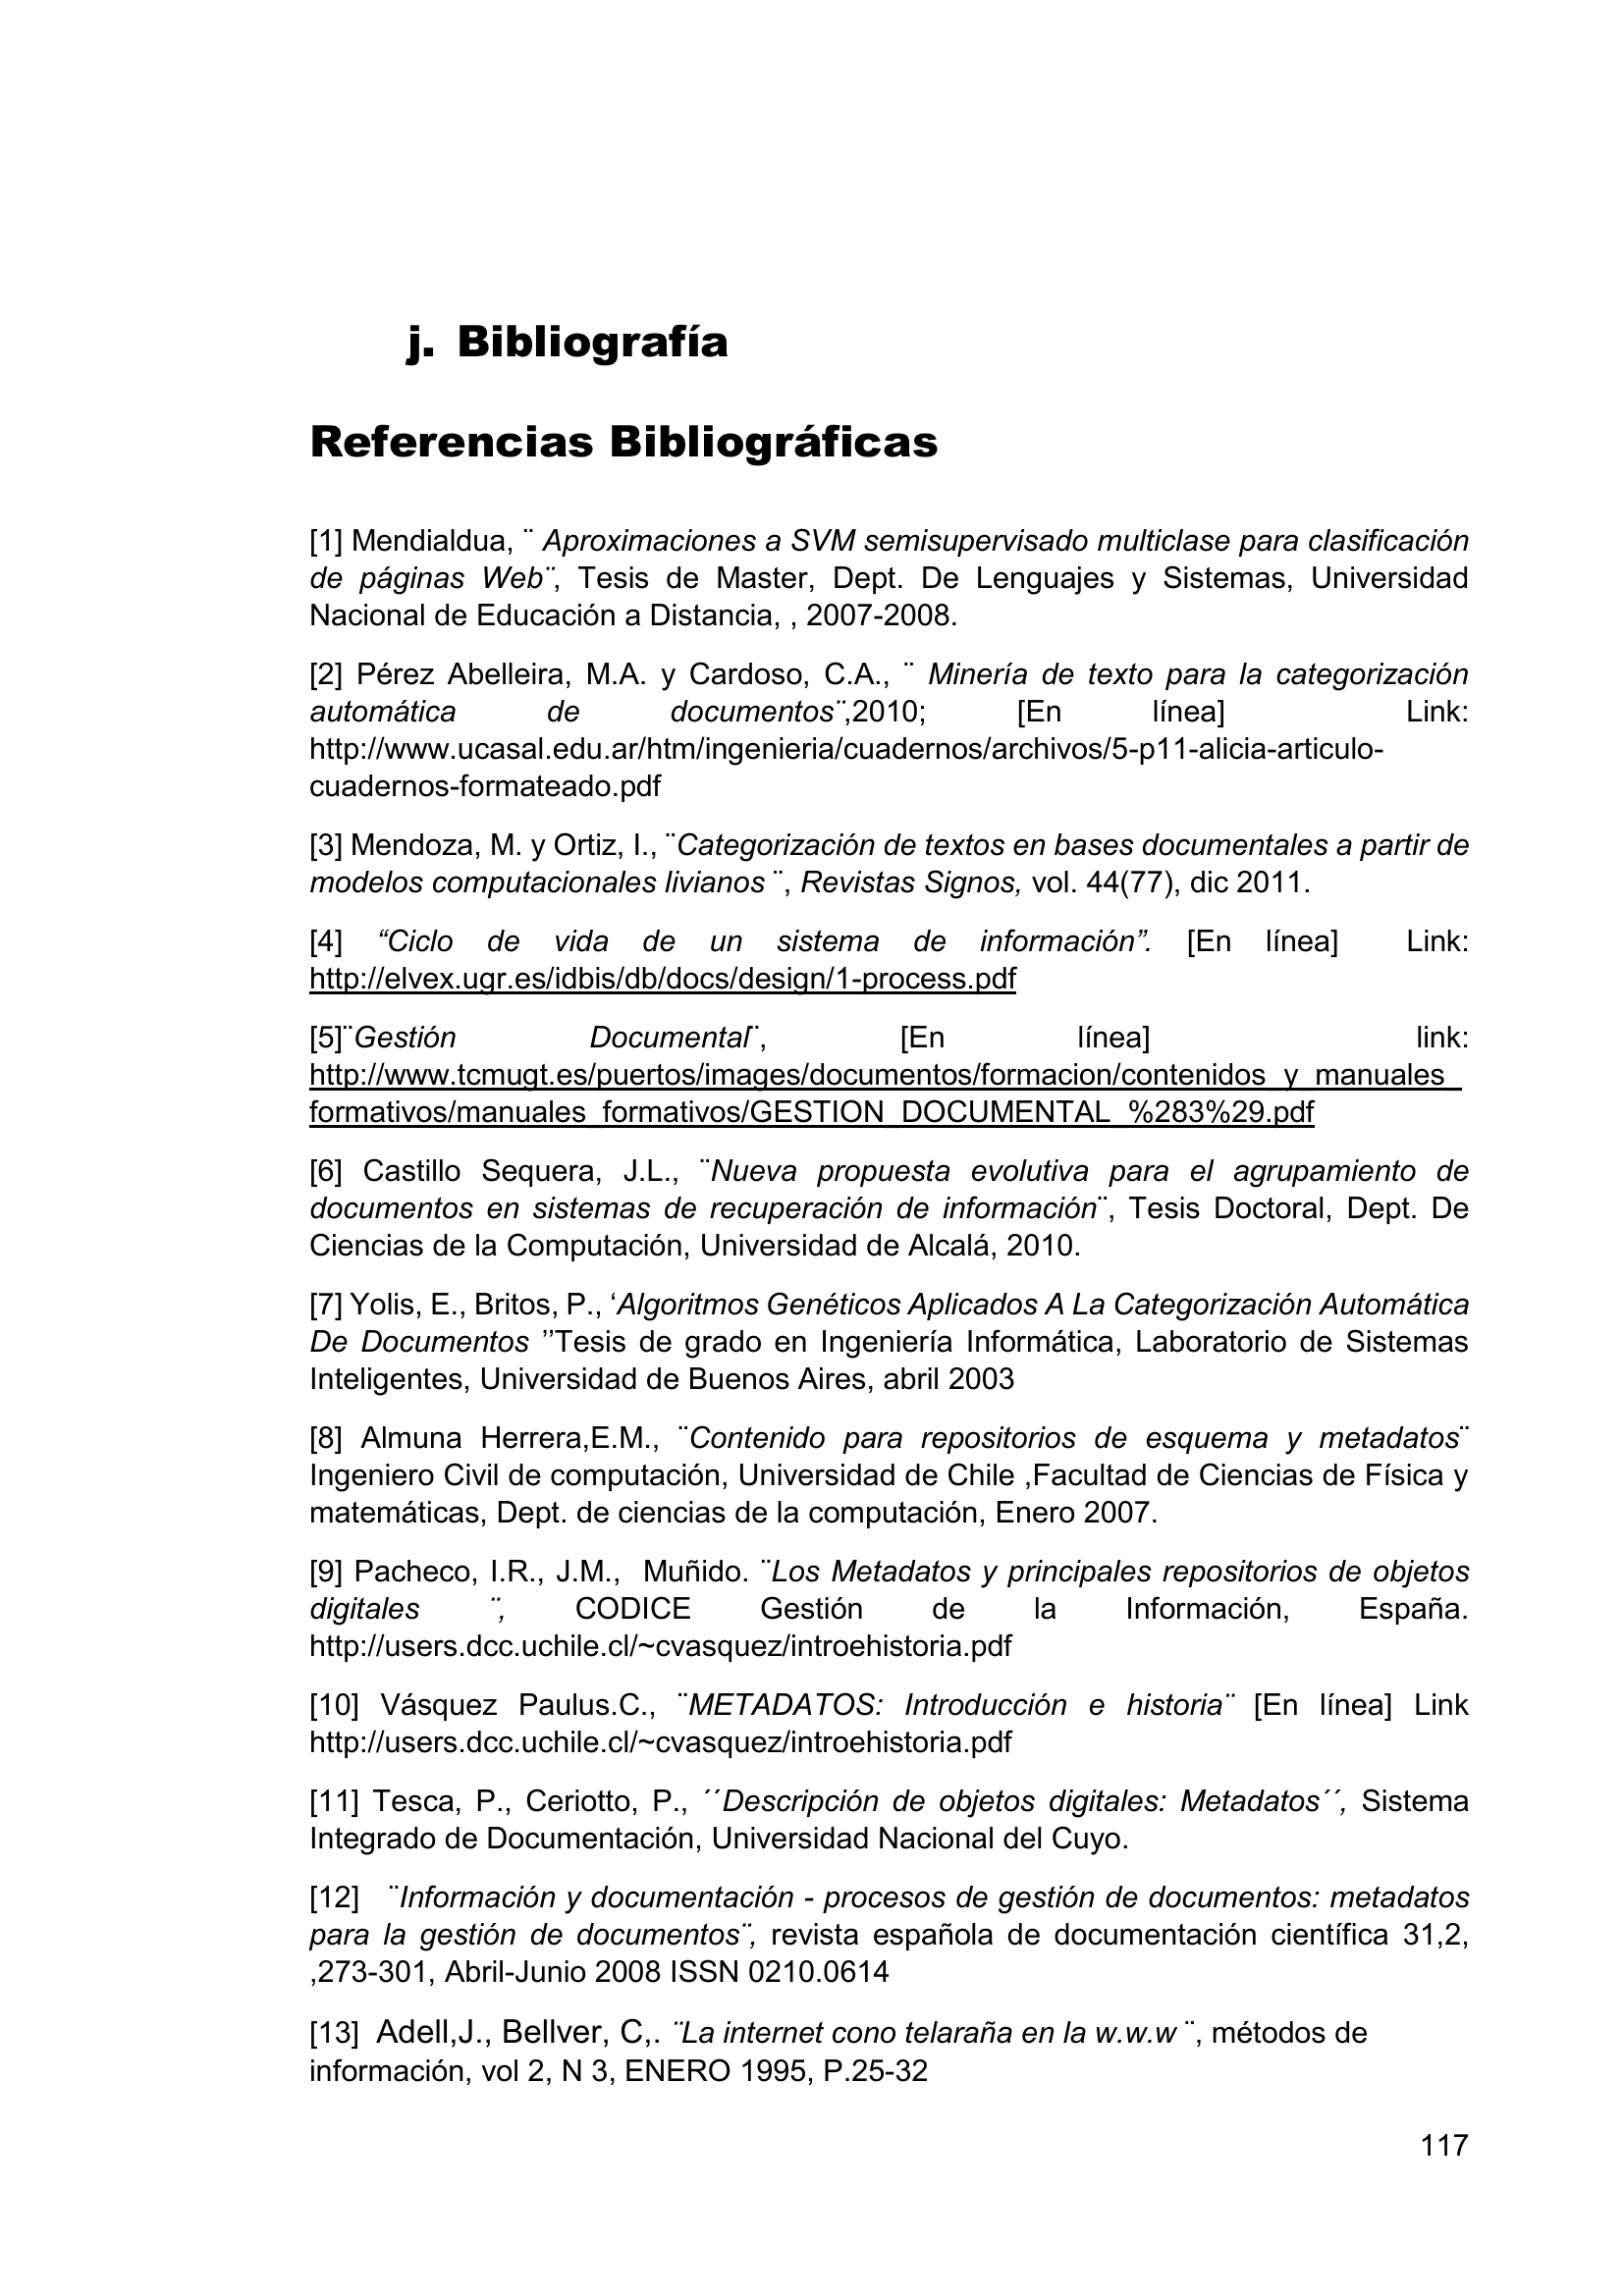 j. Bibliografía
Referencias Bibliográficas
[1] Mendialdua, ¨ Aproximaciones a SVM semisupervisado multiclase para clasificación
de páginas Web¨, Tesis de Master, Dept. De Lenguajes y Sistemas, Universidad
Nacional de Educación a Distancia, , 2007-2008.
[2] Pérez Abelleira, M.A. y Cardoso, C.A., ¨ Minería de texto para la categorización
automática de documentos¨,2010; [En línea] Link:
http://www.ucasal.edu.ar/htm/ingenieria/cuadernos/archivos/5-p11-alicia-articulo-
cuadernos-formateado.pdf
[3] Mendoza, M. y Ortiz, I., ¨Categorización de textos en bases documentales a partir de
modelos computacionales livianos ¨, Revistas Signos, vol. 44(77), dic 2011.
[4] “Ciclo de vida de un sistema de información”. [En línea] Link:
http://elvex.ugr.es/idbis/db/docs/design/1-process.pdf
[5]¨Gestión Documental¨, [En línea] link:
http://www.tcmugt.es/puertos/images/documentos/formacion/contenidos_y_manuales_
formativos/manuales_formativos/GESTION_DOCUMENTAL_%283%29.pdf
[6] Castillo Sequera, J.L., ¨Nueva propuesta evolutiva para el agrupamiento de
documentos en sistemas de recuperación de información¨, Tesis Doctoral, Dept. De
Ciencias de la Computación, Universidad de Alcalá, 2010.
[7] Yolis, E., Britos, P., ‘Algoritmos Genéticos Aplicados A La Categorización Automática
De Documentos ’’Tesis de grado en Ingeniería Informática, Laboratorio de Sistemas
Inteligentes, Universidad de Buenos Aires, abril 2003
[8] Almuna Herrera,E.M., ¨Contenido para repositorios de esquema y metadatos¨
Ingeniero Civil de computación, Universidad de Chile ,Facultad de Ciencias de Física y
matemáticas, Dept. de ciencias de la computación, Enero 2007.
[9] Pacheco, I.R., J.M., Muñido. ¨Los Metadatos y principales repositorios de objetos
digitales ¨, CODICE Gestión de la Información, España.
http://users.dcc.uchile.cl/~cvasquez/introehistoria.pdf
[10] Vásquez Paulus.C., ¨METADATOS: Introducción e historia¨ [En línea] Link
http://users.dcc.uchile.cl/~cvasquez/introehistoria.pdf
[11] Tesca, P., Ceriotto, P., ´´Descripción de objetos digitales: Metadatos´´, Sistema
Integrado de Documentación, Universidad Nacional del Cuyo.
[12] ¨Información y documentación - procesos de gestión de documentos: metadatos
para la gestión de documentos¨, revista española de documentación científica 31,2,
,273-301, Abril-Junio 2008 ISSN 0210.0614
[13] Adell,J., Bellver, C,. ¨La internet cono telaraña en la w.w.w ¨, métodos de
información, vol 2, N 3, ENERO 1995, P.25-32
117